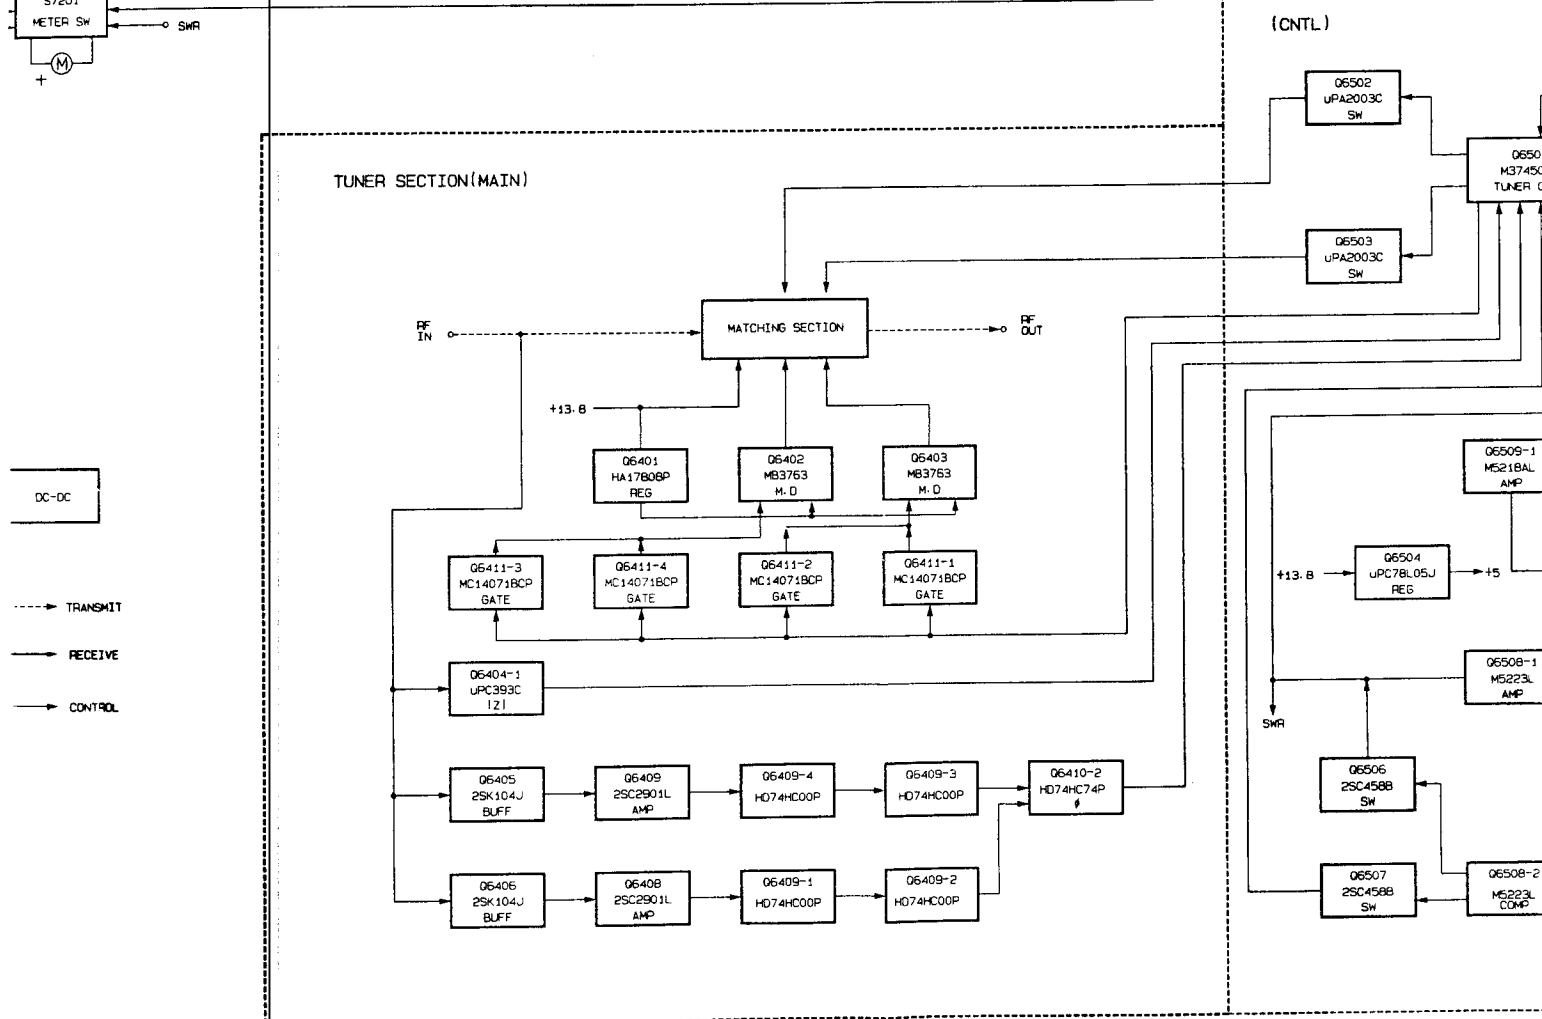 S7201
METER SW
SWR
M
+
(CNTL)
Q6502
uPA2003C
SW
TUNER SECTION(MAIN)
Q650
M3745
TUNER
Q6503
uPA2003C
SW
RF
IN
MATCHING SECTION
RF
OUT
+13.8
Q6401
HA17808P
REG
Q6402
MB3763
M.D
Q6403
MB3763
M.D
Q6509-1
M5218AL
AMP
DC-DC
Q6411-3
MC14071BCP
GATE
Q6411-4
MC14071BCP
GATE
Q6411-2
MC14071BCP
GATE
Q6411-1
MC14071BCP
GATE
+13.8
Q6504
uPC78L05J
REG
+5
TRANSMIT
RECEIVE
CONTROL
Q6404-1
uPC393C
|Z|
Q6508-1
M5223L
AMP
SWR
Q6405
2SK104J
BUFF
Q6409
2SC2901L
AMP
Q6409-4
HD74HC00P
Q6409-3
HD74HC00P
Q6410-2
HD74HC74P
φ
Q6506
2SC458B
SW
Q6406
2SK104J
BUFF
Q6408
2SC2901L
AMP
Q6409-1
HD74HC00P
Q6409-2
HD74HC00P
Q6507
2SC458B
SW
Q6508-2
M5223L
COMP